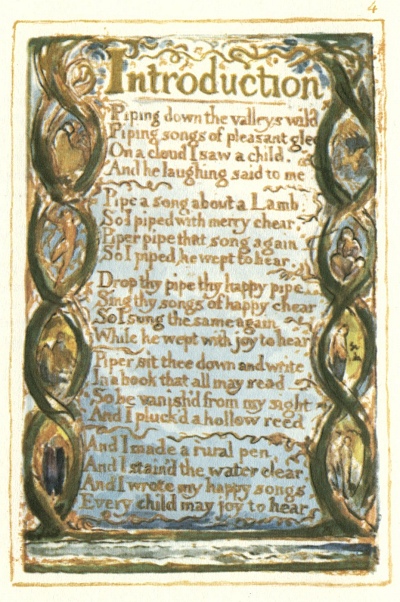 4
Introduction
Piping down the valleys wild
Piping songs of pleasant glee
On a cloud I saw a child.
And he laughing said to me
Pipe a song about a Lamb:
So I piped with merry chear,
Piper pipe that song again
So I piped, he wept to hear.
Drop thy pipe thy happy pipe
Sing thy songs of happy chear
So I sung the same again
While he wept with joy to hear
Piper sit thee down and write
In a book that all may read
So he vanish'd from my sight
And I pluck'd a hollow reed
And I made a rural pen,
And I stain'd the water clear,
And I wrote my happy songs
Every child may joy to hear